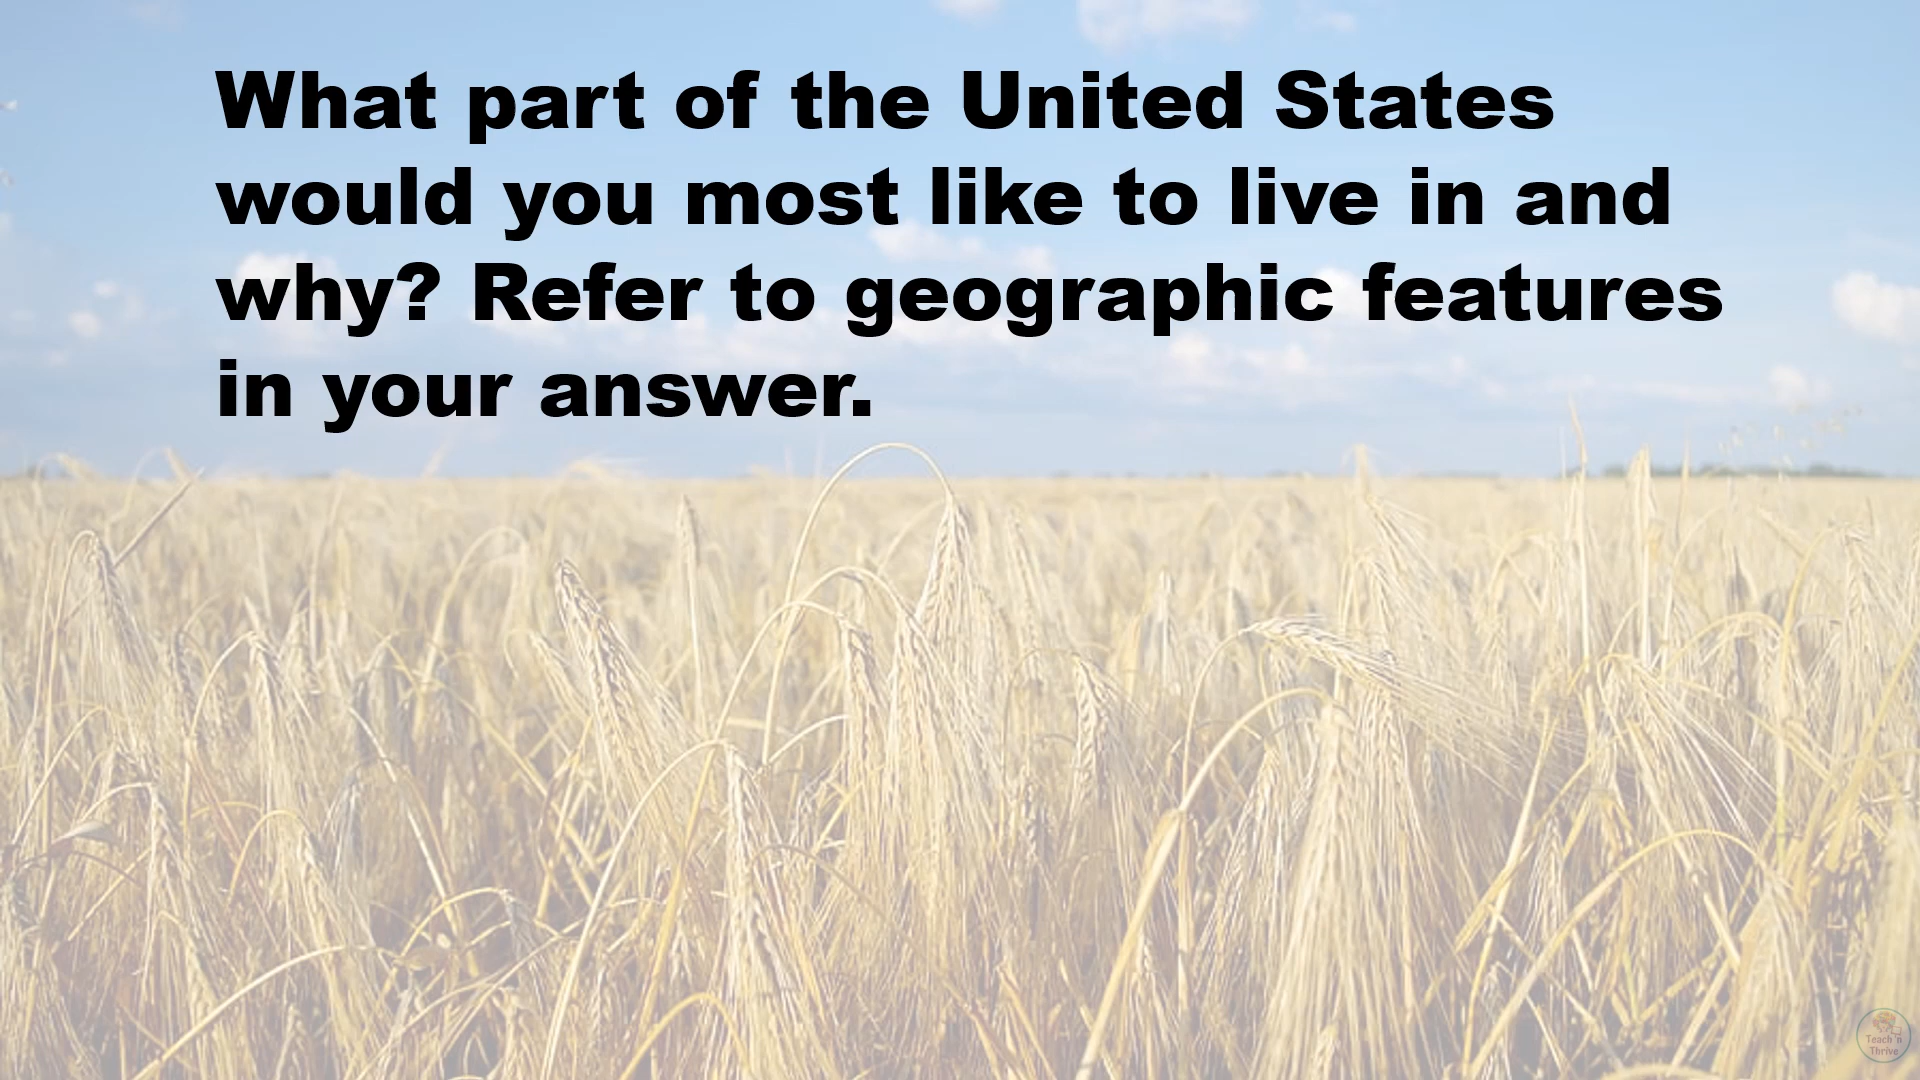 What part of the United States
would you most like to live in and
why? Refer to geographic features
in your answer.
Teach'n
Thrive